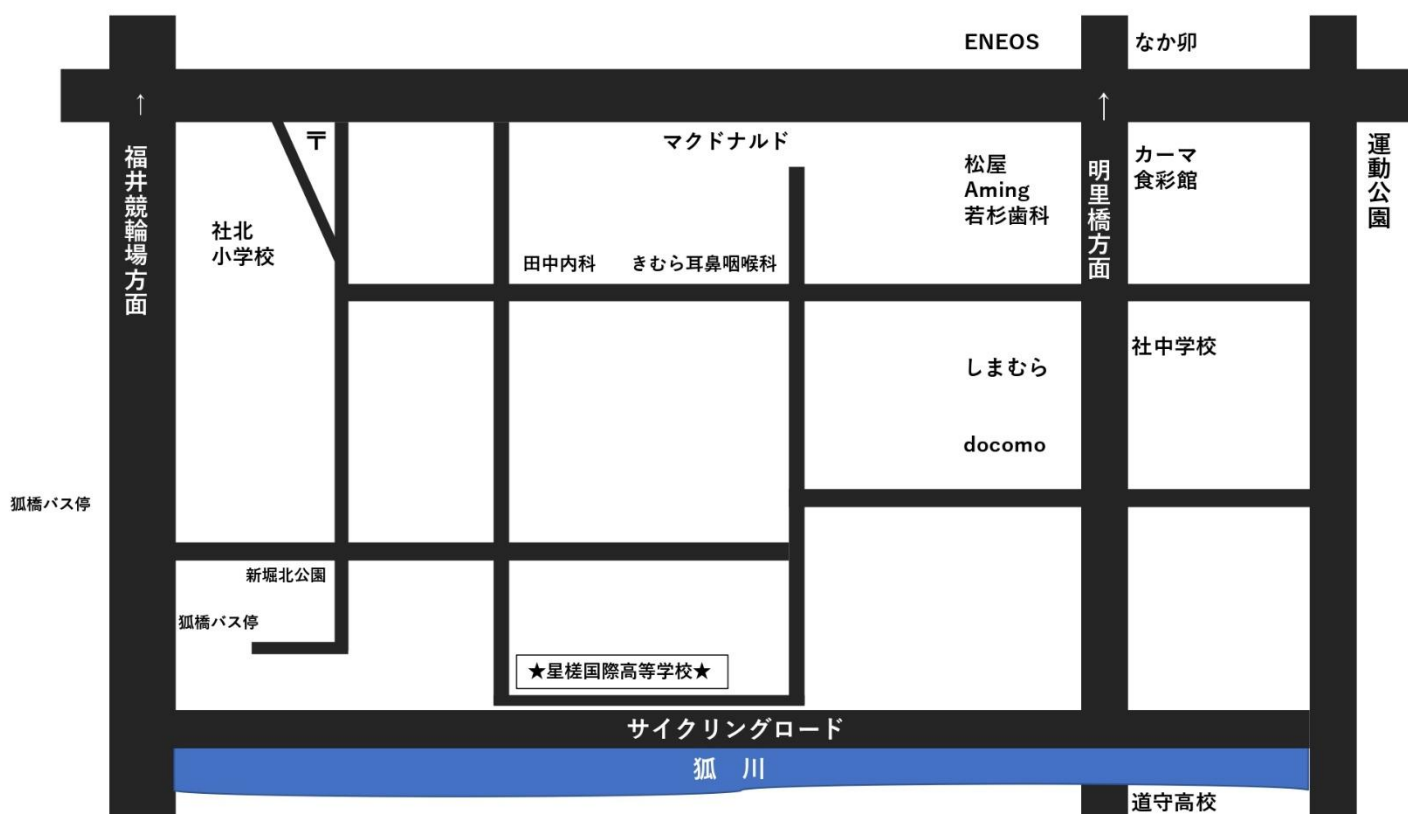 ENEOS
なか卯
↑
↑
〒
マクドナルド
福井競輪場方面
社北
小学校
松屋
Aming
若杉歯科
明里橋方面
カーマ
食彩館
運動公園
田中内科
きむら耳鼻咽喉科
しまむら
社中学校
docomo
狐橋バス停
新堀北公園
狐橋バス停
★星槎国際高等学校★
サイクリングロード
狐 川
道守高校